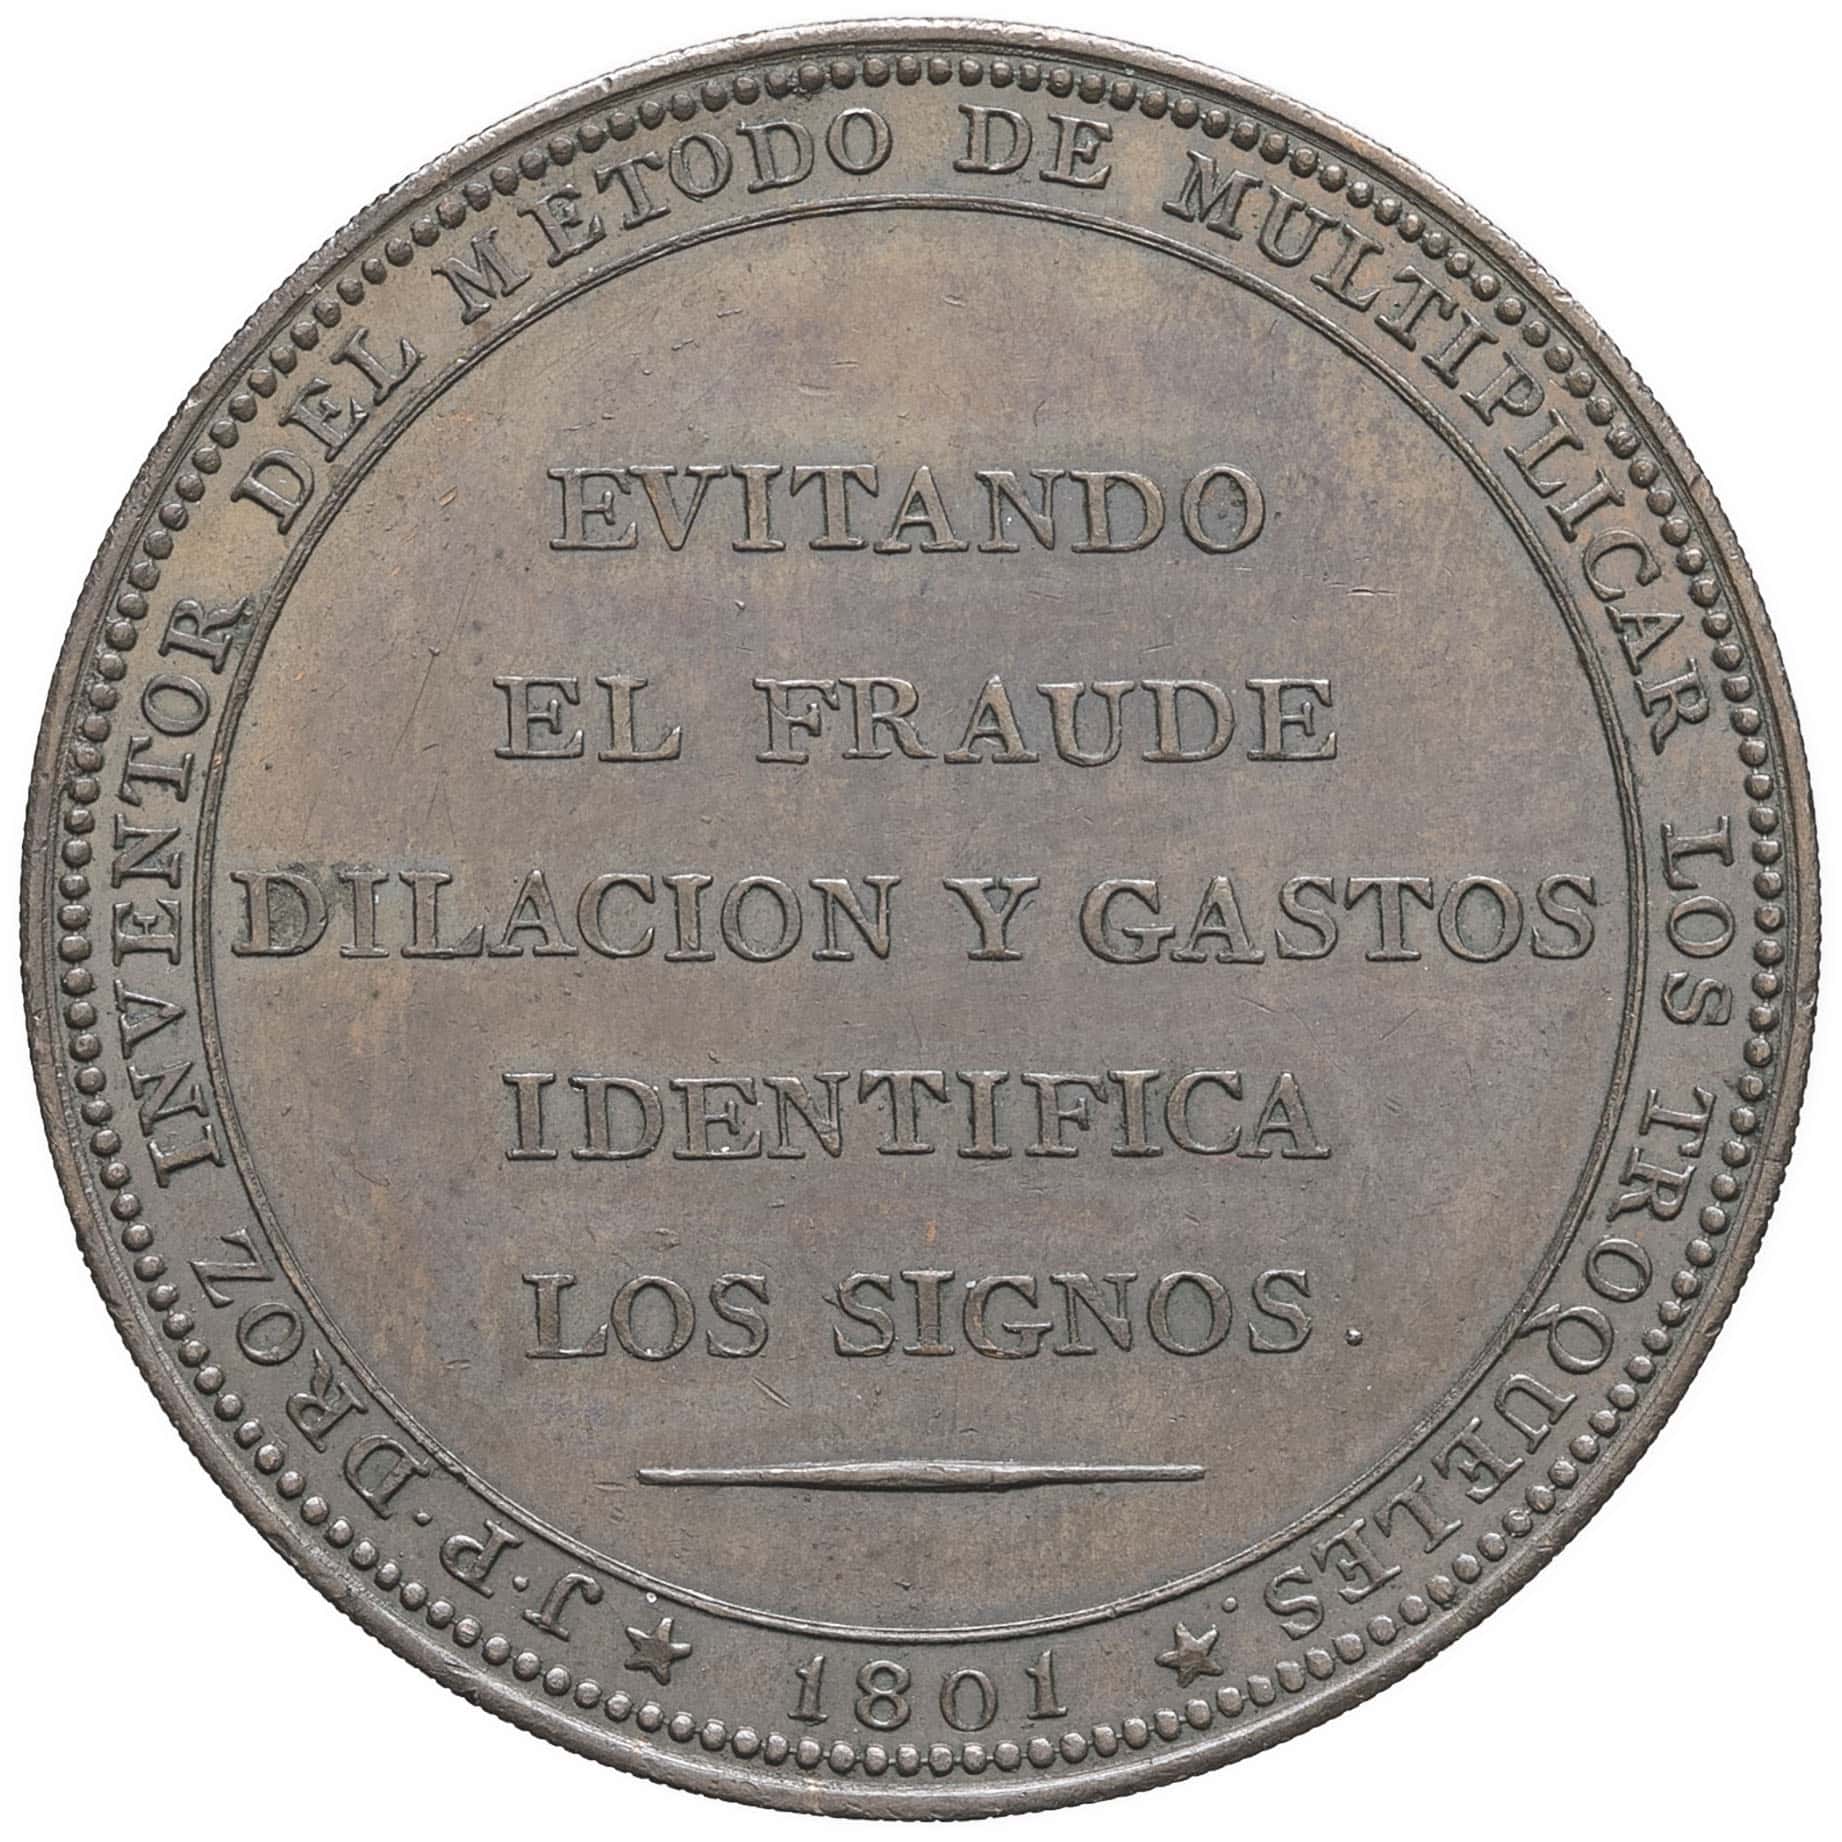 J.P.DROZ INVENTOR DEL METODO DE MULTIPLICAR LOS TROQUELES.
EVITANDO
EL FRAUDE
DILACION Y GASTOS
IDENTIFICA
LOS SIGNOS.
★ 1801 ★